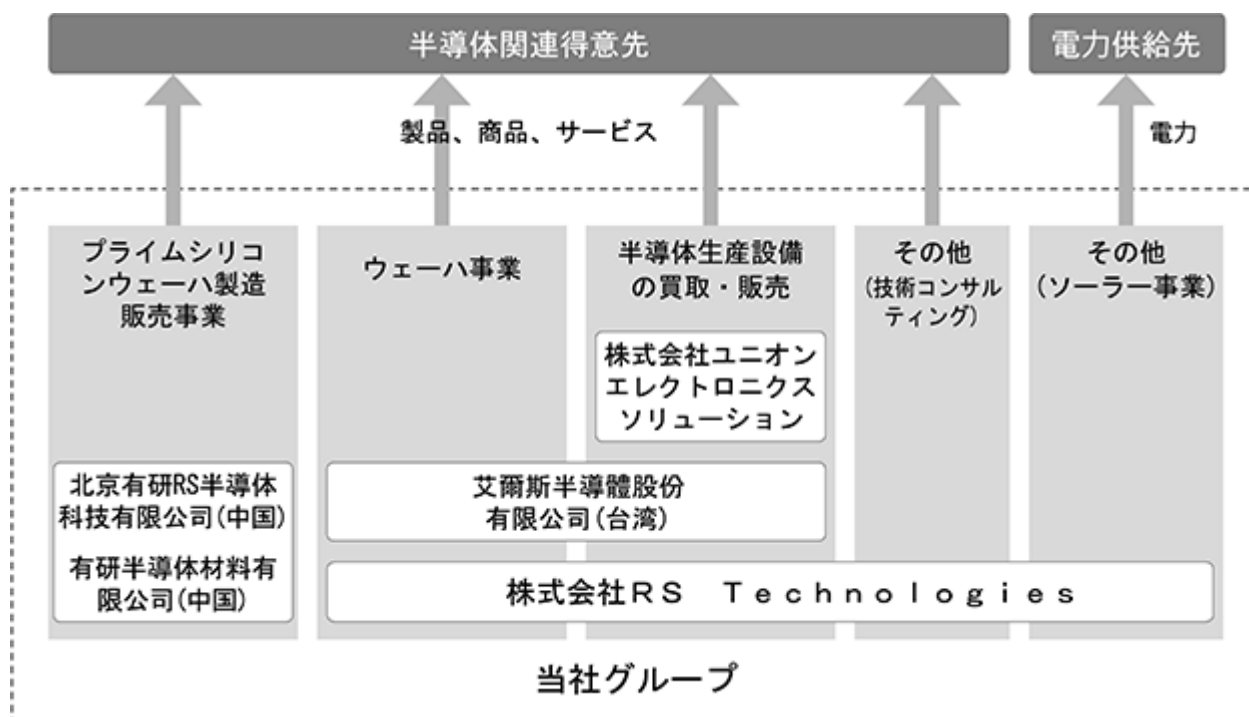 半導体関連得意先
電力供給先
製品、商品、サービス
電力
プライムシリコ
ンウェーハ製造
販売事業
ウェーハ事業
半導体生産設備
の買取・販売
その他
(技術コンサル
ティング)
その他
(ソーラー事業)
株式会社ユニオン
エレクトロニクス
ソリューション
北京有研RS半導体
科技有限公司(中国)
有研半導体材料有
限公司(中国)
艾爾斯半導體股份
有限公司(台湾)
株式会社RS Technologies
当社グループ